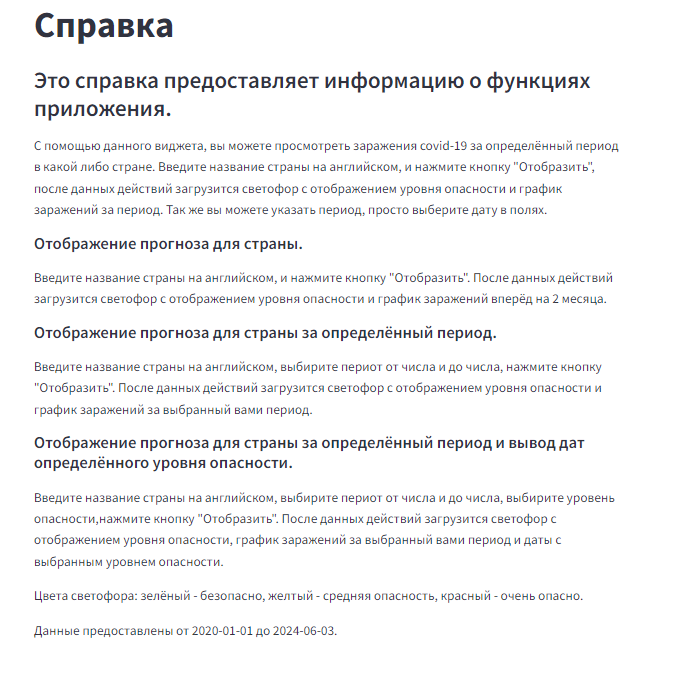 Справка
Это справка предоставляет информацию о функциях
приложения.
С помощью данного виджета, вы можете просмотреть заражения covid-19 за определённый период
в какой либо стране. Введите название страны на английском, и нажмите кнопку "Отобразить",
после данных действий загрузится светофор с отображением уровня опасности и график
заражений за период. Так же вы можете указать период, просто выберите дату в полях.
Отображение прогноза для страны.
Введите название страны на английском, и нажмите кнопку "Отобразить". После данных действий
загрузится светофор с отображением уровня опасности и график заражений вперёд на 2 месяца.
Отображение прогноза для страны за определённый период.
Введите название страны на английском, выбирите периот от числа и до числа, нажмите кнопку
"Отобразить". После данных действий загрузится светофор с отображением уровня опасности и
график заражений за выбранный вами период.
Отображение прогноза для страны за определённый период и вывод дат
определённого уровня опасности.
Введите название страны на английском, выбирите периот от числа и до числа, выбирите уровень
опасности,нажмите кнопку "Отобразить". После данных действий загрузится светофор с
отображением уровня опасности, график заражений за выбранный вами период и даты с
выбранным уровнем опасности.
Цвета светофора: зелёный - безопасно, желтый - средняя опасность, красный - очень опасно.
Данные предоставлены от 2020-01-01 до 2024-06-03.